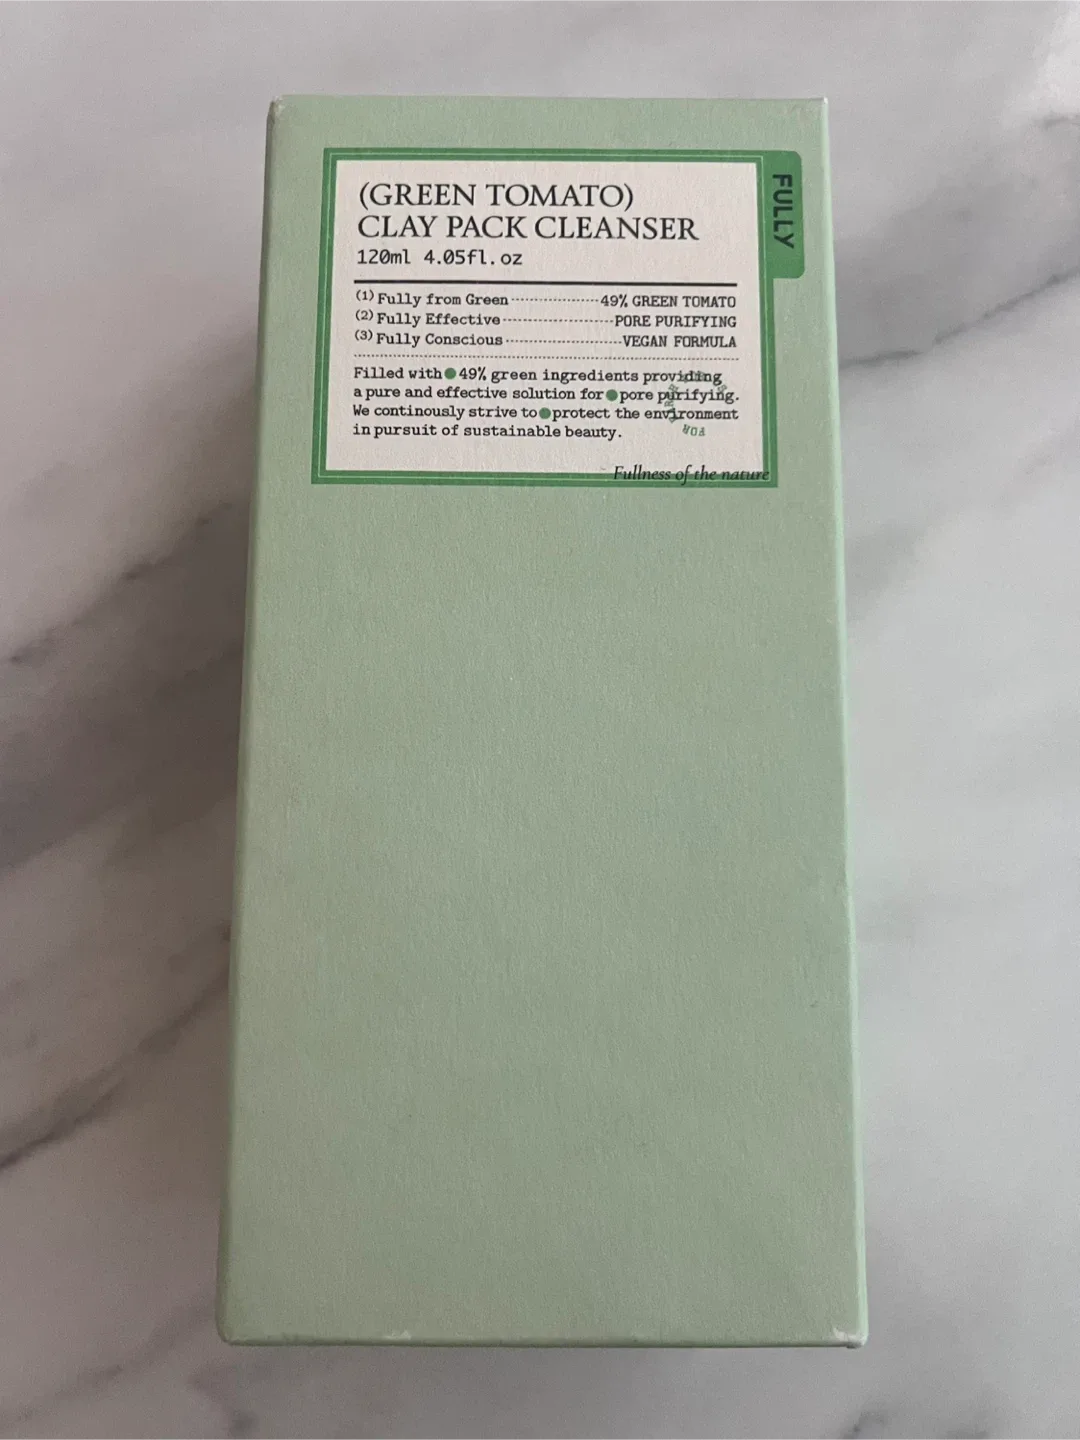 (GREEN TOMATO)
CLAY PACK CLEANSER
120ml 4.05fl.oz
FULLY
(1) Fully from Green 49% GREEN TOMATO
(2) Fully Effective PORE PURIFYING
(3) Fully Conscious VEGAN FORMULA
Filled with 49% green ingredients providing
a pure and effective solution for pore purifying.
We continously strive to protect the environment
in pursuit of sustainable beauty.
FOR
Fullness of the nature